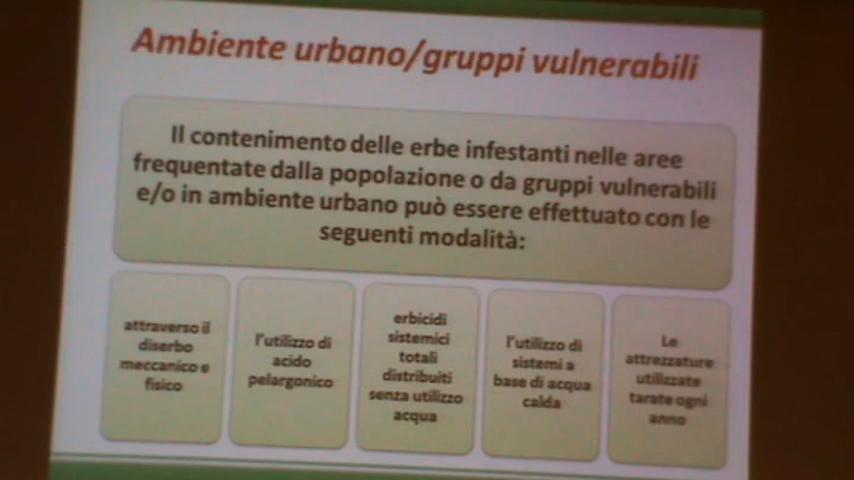 Ambiente urbano/gruppi vulnerabili
Il contenimento delle erbe infestanti nelle aree
frequentate dalla popolazione o da gruppi vulnerabili
e/o in ambiente urbano può essere effettuato con le
seguenti modalità:
attraverso il
diserbo
meccanico e
fisico
l'utilizzo di
acido
pelargonico
erbicidi
sistemici
totali
distribuiti
senza utilizzo
acqua
l'utilizzo di
sistemi a
base di acqua
calda
Le
attrezzature
utilizzate
tarate ogni
anno